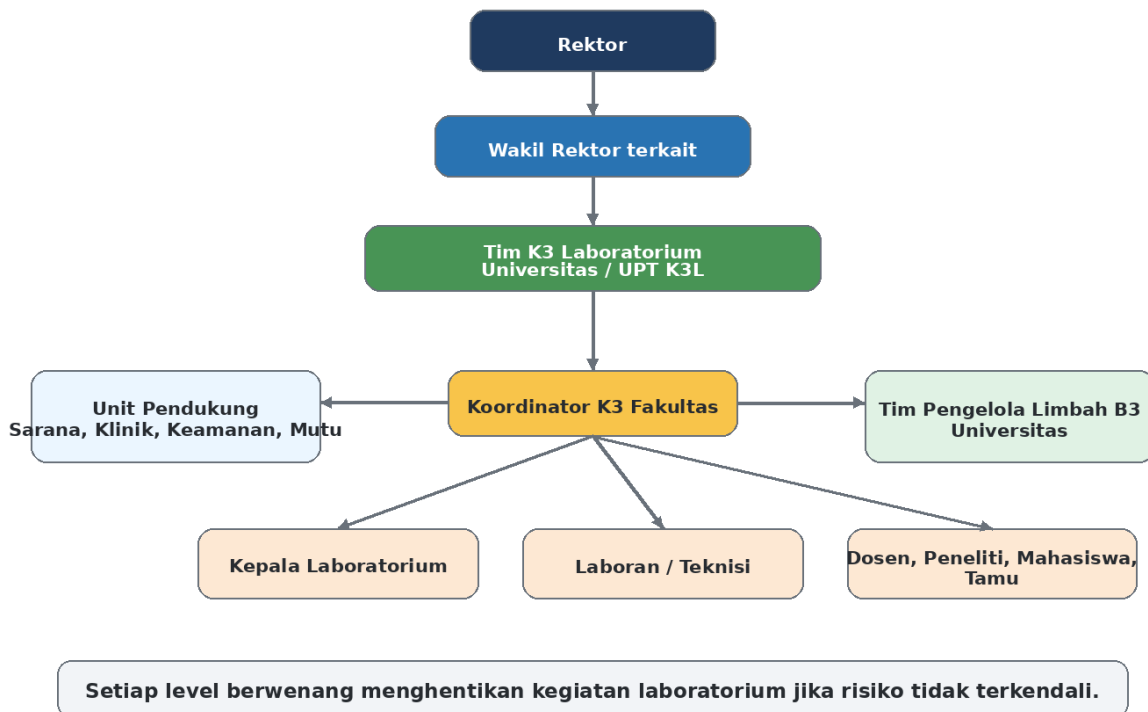 Rektor
Wakil Rektor terkait
Tim K3 Laboratorium
Universitas / UPT K3L
Unit Pendukung
Sarana, Klinik, Keamanan, Mutu
Koordinator K3 Fakultas
Tim Pengelola Limbah B3
Universitas
Kepala Laboratorium
Laboran / Teknisi
Dosen, Peneliti, Mahasiswa,
Tamu
Setiap level berwenang menghentikan kegiatan laboratorium jika risiko tidak terkendali.